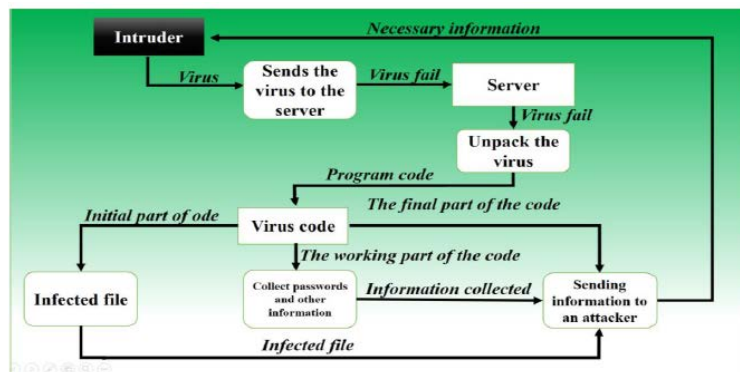 Necessary information
Intruder
Virus
Sends the
virus to the
server
Virus fail
Server
Virus fail
Unpack the
virus
Program code
Initial part of ode
Virus code
The final part of the code
The working part of the code
Infected file
Collect passwords
and other
information
Information collected
Sending
information to
an attacker
Infected file